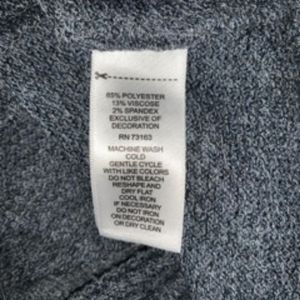 85% POLYESTER
13% VISCOSE
2% SPANDEX
EXCLUSIVE OF
DECORATION
RN 73163
MACHINE WASH
COLD
GENTLE CYCLE
WITH LIKE COLORS
DO NOT BLEACH
RESHAPE AND
DRY FLAT
COOL IRON
IF NECESSARY
DO NOT IRON
ON DECORATION
OR DRY CLEAN